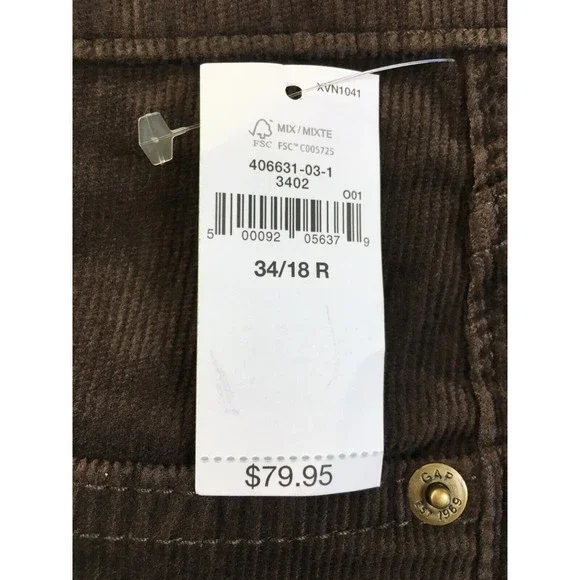 XVN1041
MIX / MIXTE
FSC FSC™ C005725
406631-03-1
3402
O01
5 00092 05637 9
34/18 R
$79.95
GAP
EST 1969